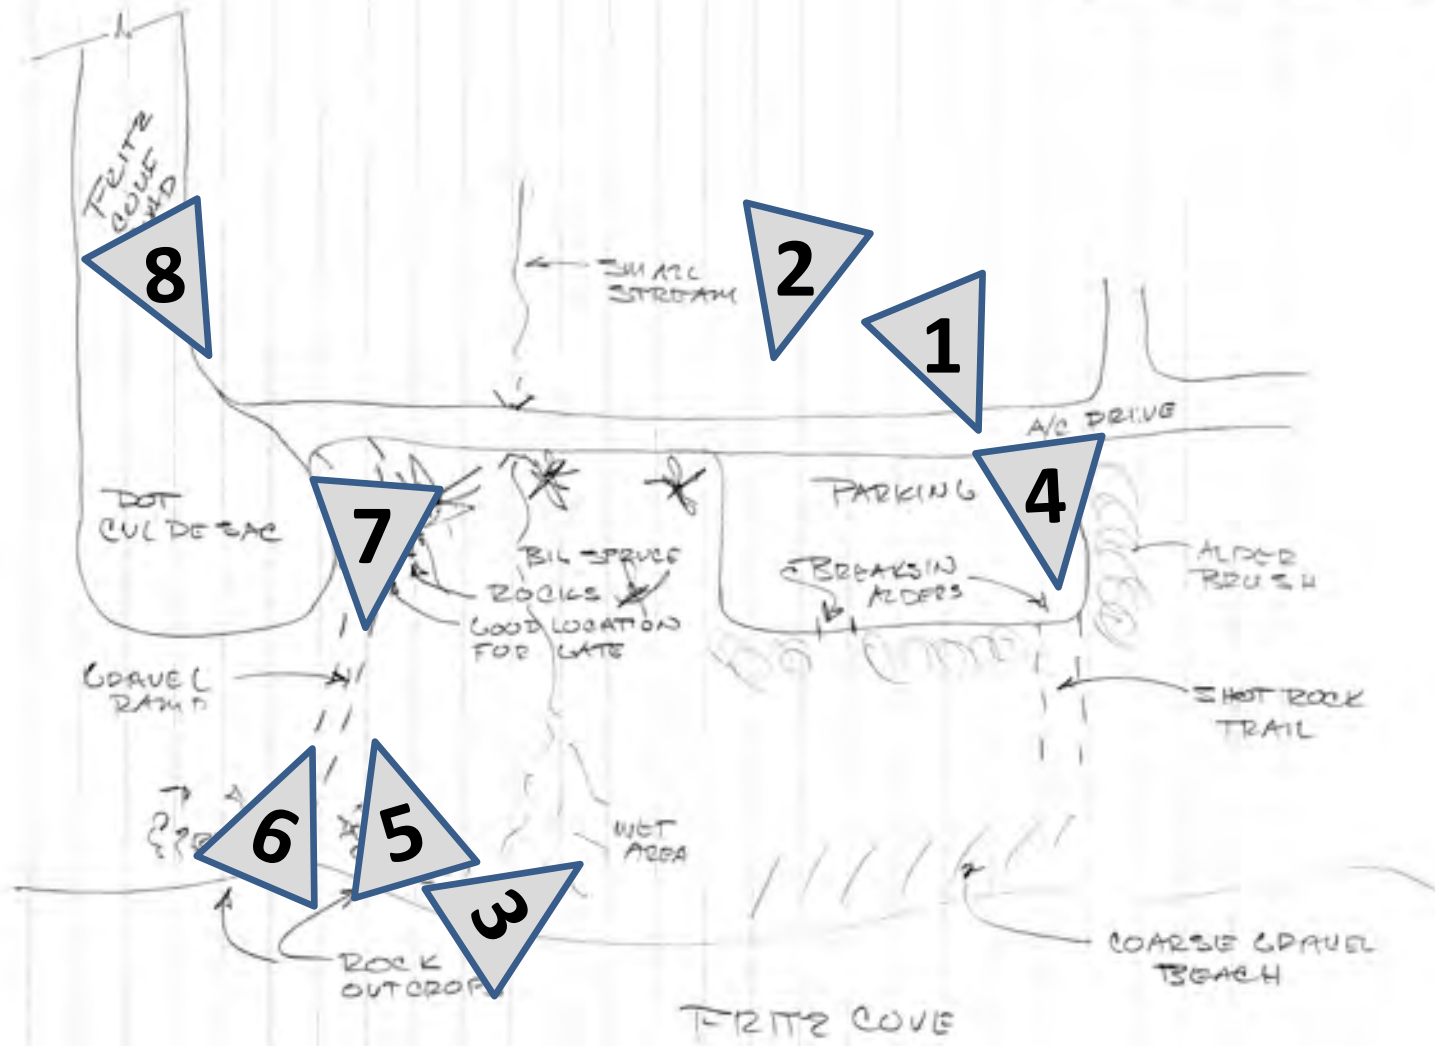 FRITZ
COVE
8
2
SMALL
STREAM
1
A/C DRIVE
DOT
CUL DE SAC
7
PARKING
4
BIG SPRUCE
ROCKS
GOOD LOCATION
FOR GATE
BREAKS IN
ALDERS
ALDER
BRUSH
GRAVEL
RAMP
SHOT ROCK
TRAIL
6
5
WET
AREA
3
ROCK
OUTCROPS
COARSE GRAVEL
BEACH
FRITZ COVE